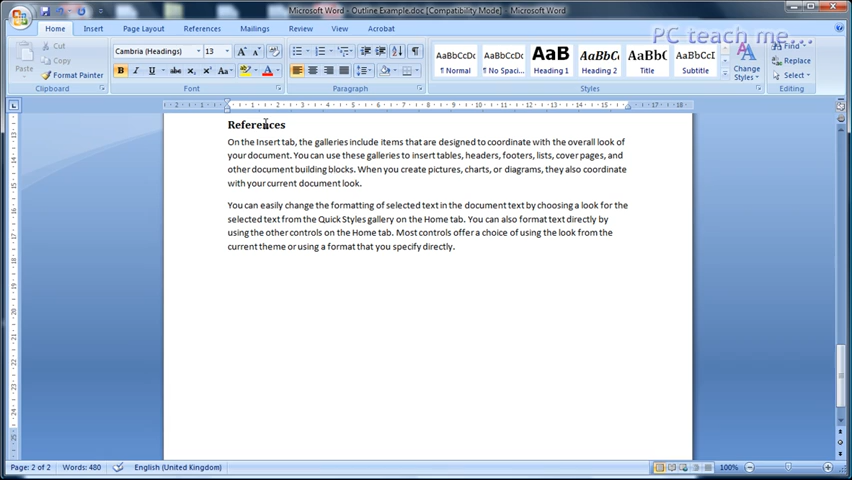 Microsoft Word - Outline Example.doc [Compatibility Mode] - Microsoft Word
PC teach me...
Home
Insert
Page Layout
References
Mailings
Review
View
Acrobat
Paste
Cut
Copy
Format Painter
Clipboard
Cambria (Headings)
13
Font
Paragraph
AaBbCcDc
¶ Normal
AaBbCcDc
¶ No Spaci...
AaB
Heading 1
AaBbCc
Heading 2
AaBbC
Title
AaBbCcI
Reference
Styles
Change
Styles
Find
Replace
Select
Editing
References
On the Insert tab, the galleries include items that are designed to coordinate with the overall look of
your document. You can use these galleries to insert tables, headers, footers, lists, cover pages, and
other document building blocks. When you create pictures, charts, or diagrams, they also coordinate
with your current document look.
You can easily change the formatting of selected text in the document text by choosing a look for the
selected text from the Quick Styles gallery on the Home tab. You can also format text directly by
using the other controls on the Home tab. Most controls offer a choice of using the look from the
current theme or using a format that you specify directly.
Page: 2 of 2
Words: 480
English (United Kingdom)
100%